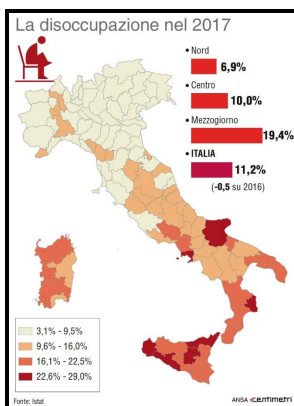 La disoccupazione nel 2017
• Nord
6,9%
• Centro
10,0%
• Mezzogiorno
19,4%
• ITALIA
11,2%
(-0,5 su 2016)
3,1% - 9,5%
9,6% - 16,0%
16,1% - 22,5%
22,6% - 29,0%
Fonte: Istat
ANSA centimetri